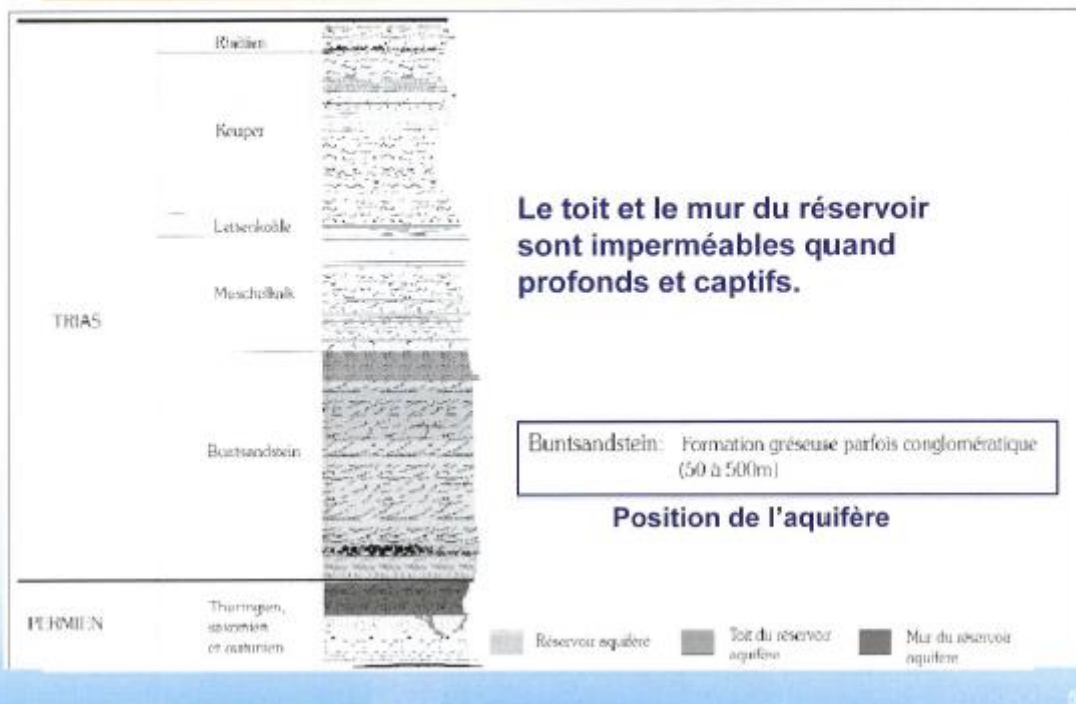 Rhétien
Keuper
Lettenkohle
Muschelkalk
TRIAS
Buntsandstein
Le toit et le mur du réservoir
sont imperméables quand
profonds et captifs.
Buntsandstein: Formation gréseuse parfois conglomératique
(50 à 500m)
Position de l'aquifère
PERMIEN
Thuringien,
saxonien
et autunien
Réservoir aquifère
Toit du réservoir
aquifère
Mur du réservoir
aquifère